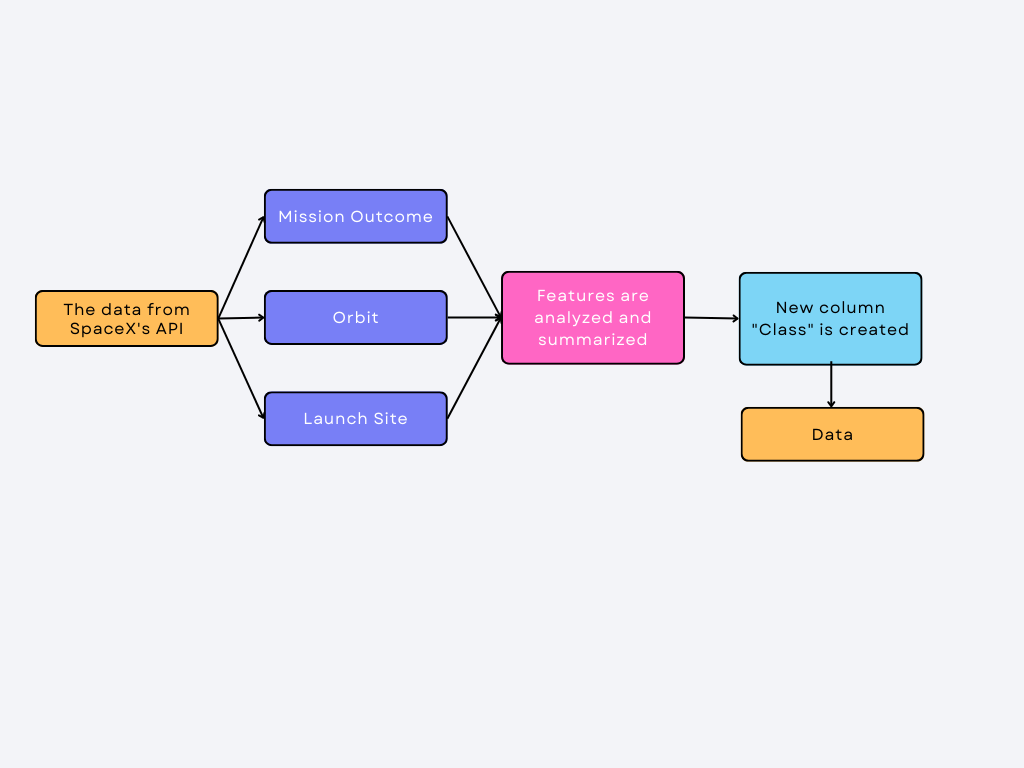 The data from
SpaceX's API
Mission Outcome
Orbit
Launch Site
Features are
analyzed and
summarized
New column
"Class" is created
Data